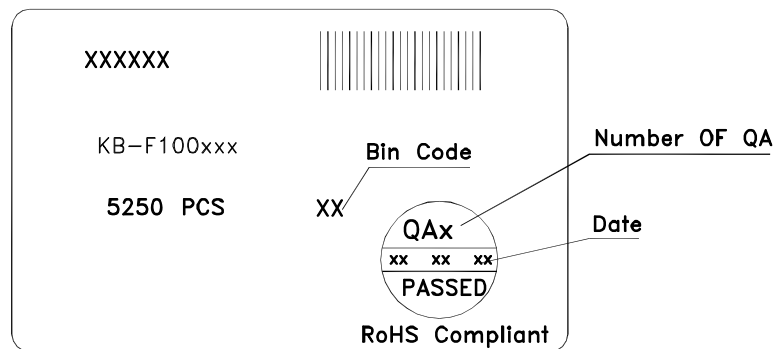 XXXXXX
KB-F100xxx
Bin Code
Number OF QA
5250 PCS
XX
QAx
Date
xx xx xx
PASSED
RoHS Compliant